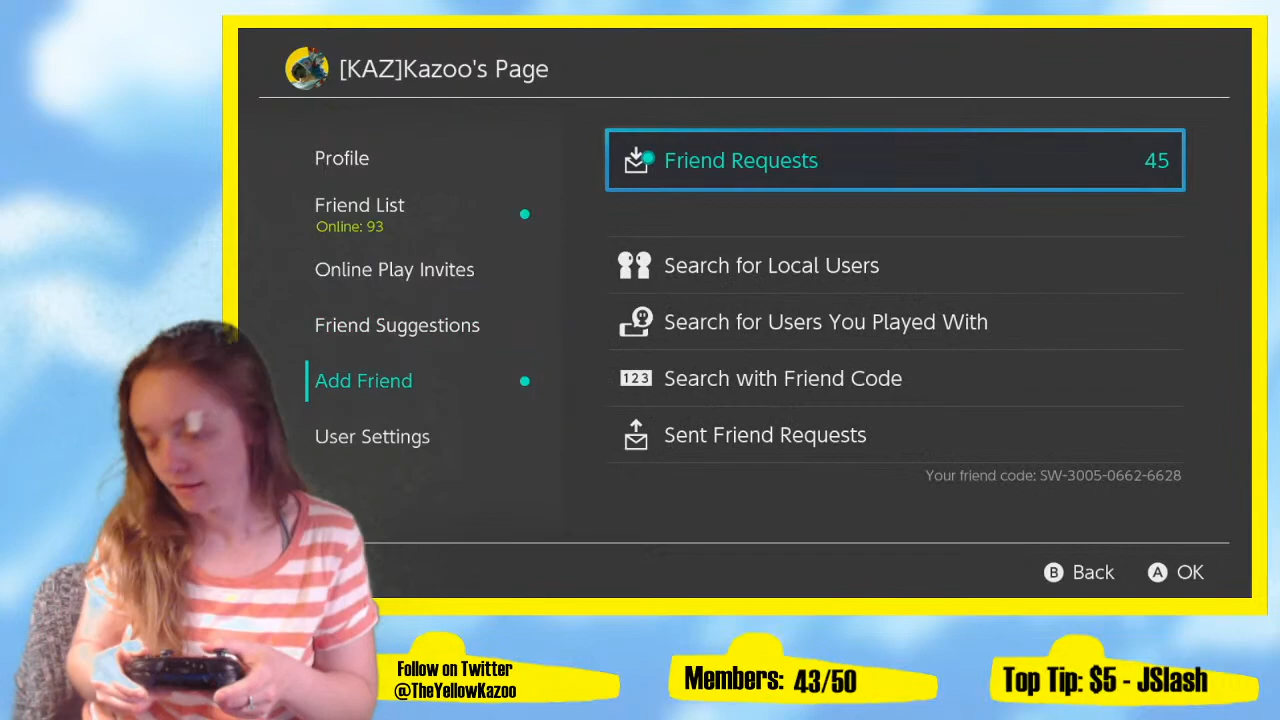 [KAZ]Kazoo's Page
Profile
Friend List
Online: 93
Online Play Invites
Friend Suggestions
Add Friend
User Settings
Friend Requests 45
Search for Local Users
Search for Users You Played With
123 Search with Friend Code
Sent Friend Requests
Your friend code: SW-3005-0662-6628
B Back A OK
Follow on Twitter
@TheYellowKazoo
Members: 43/50
Top Tip: $5 - JSlash